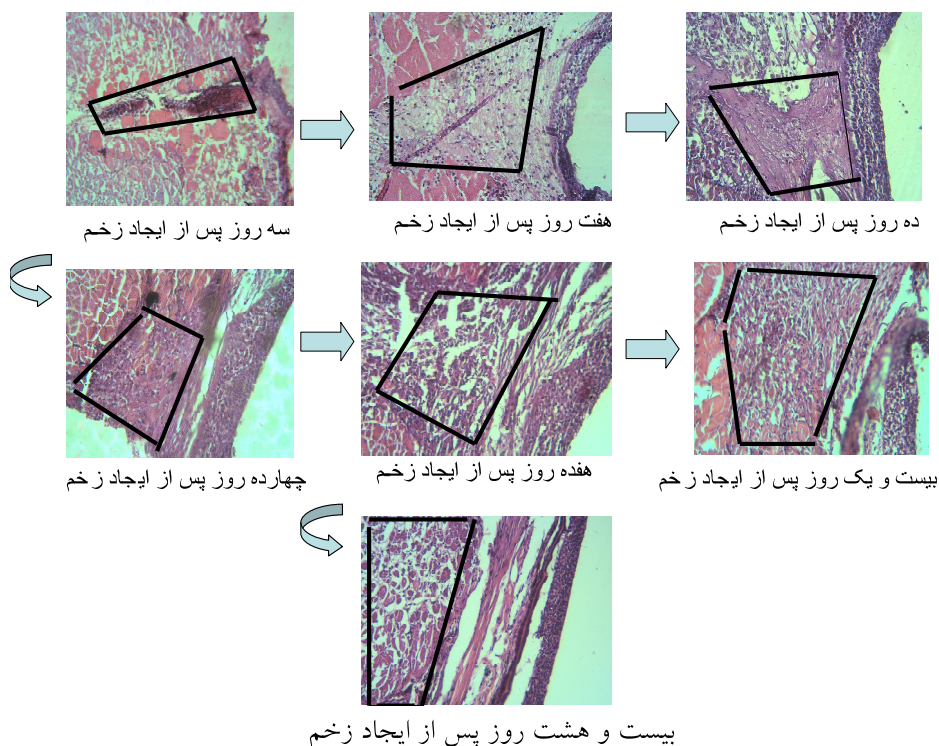 سه روز پس از ایجاد زخم
هفت روز پس از ایجاد زخم
ده روز پس از ایجاد زخم
چهارده روز پس از ایجاد زخم
هفده روز پس از ایجاد زخم
بیست و یک روز پس از ایجاد زخم
بیست و هشت روز پس از ایجاد زخم